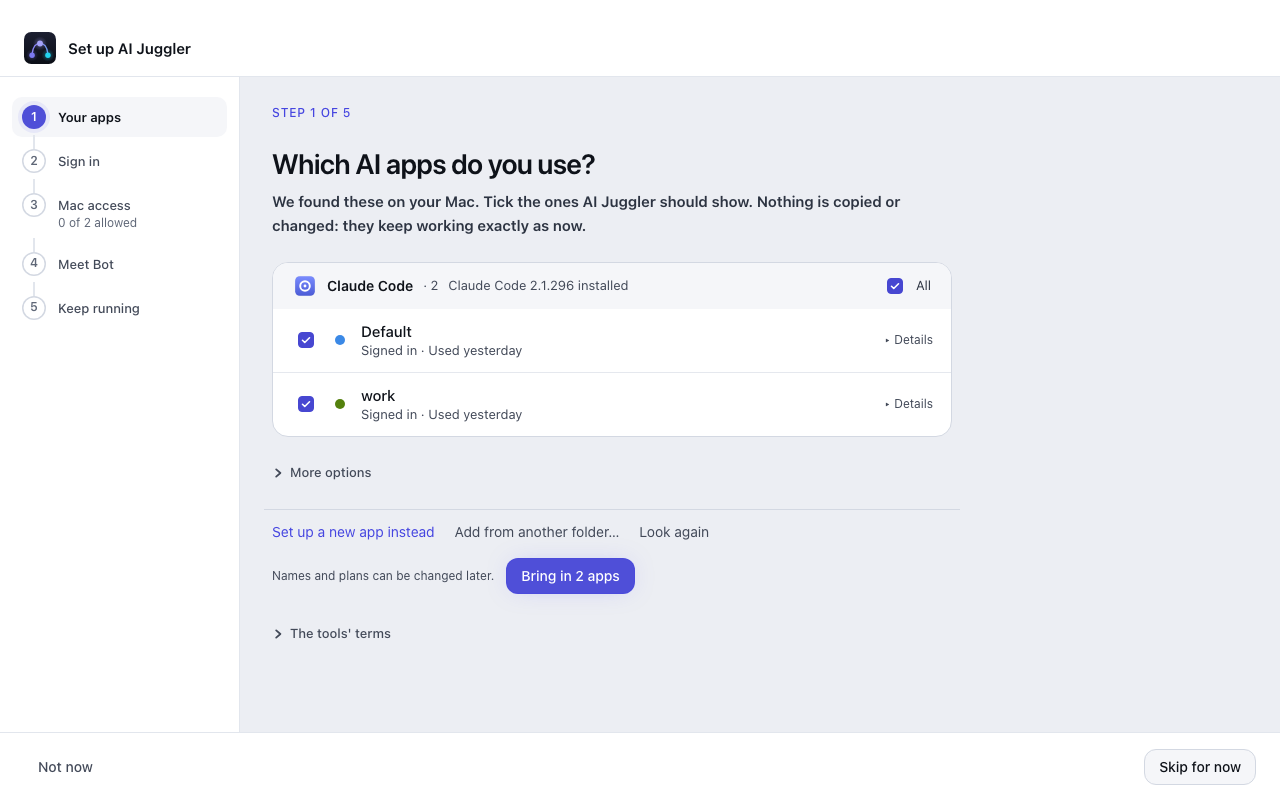 Set up AI Juggler
1 Your apps
2 Sign in
3 Mac access
0 of 2 allowed
4 Meet Bot
5 Keep running
STEP 1 OF 5
Which AI apps do you use?
We found these on your Mac. Tick the ones AI Juggler should show. Nothing is copied or
changed: they keep working exactly as now.
Claude Code · 2 Claude Code 2.1.296 installed All
Default
Signed in · Used yesterday
Details
work
Signed in · Used yesterday
Details
More options
Set up a new app instead Add from another folder... Look again
Names and plans can be changed later. Bring in 2 apps
The tools' terms
Not now Skip for now